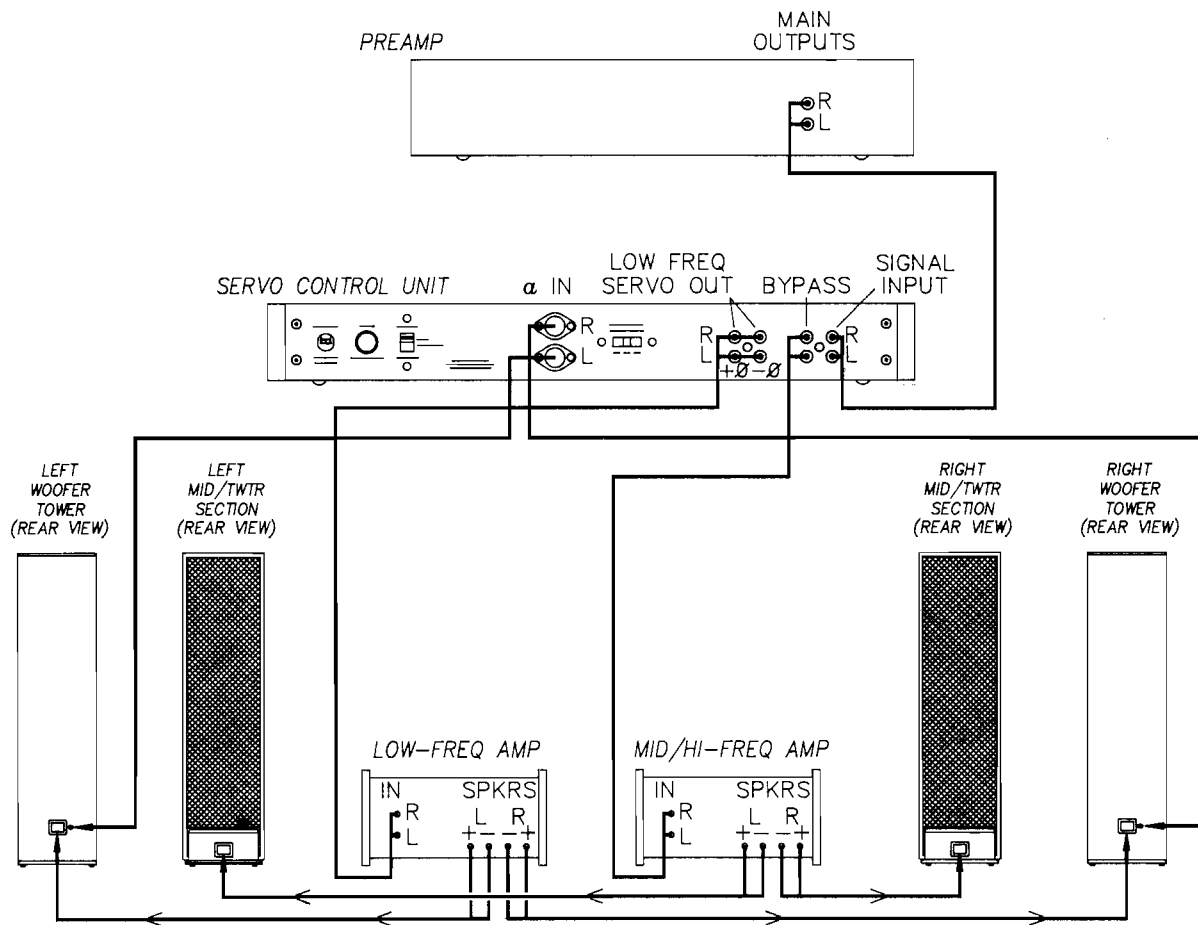 PREAMP
MAIN
OUTPUTS
R
L
SERVO CONTROL UNIT
a IN
LOW FREQ
SERVO OUT
BYPASS
SIGNAL
INPUT
R
L
R
L
+Ø -Ø
R
L
LEFT
WOOFER
TOWER
(REAR VIEW)
LEFT
MID/TWTR
SECTION
(REAR VIEW)
RIGHT
MID/TWTR
SECTION
(REAR VIEW)
RIGHT
WOOFER
TOWER
(REAR VIEW)
LOW-FREQ AMP
IN
R
L
SPKRS
L R
+ - - +
MID/HI-FREQ AMP
IN
R
L
SPKRS
L R
+ - - +